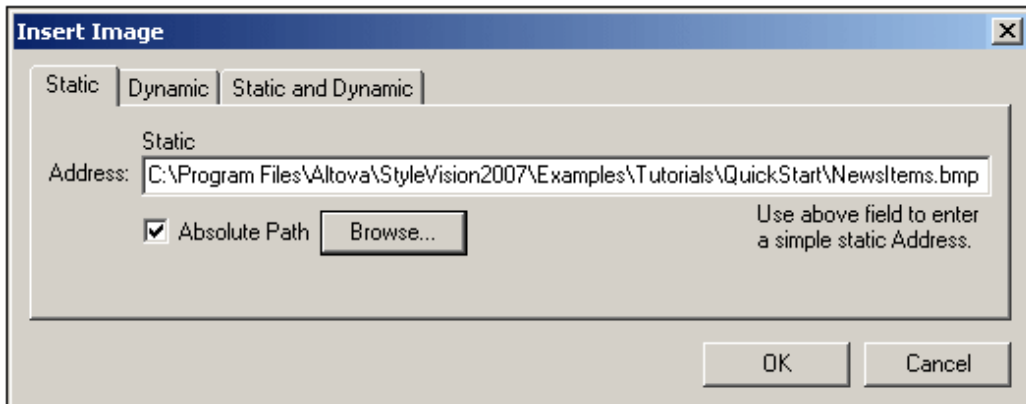 Insert Image
Static
Dynamic
Static and Dynamic
Static
Address:
C:\Program Files\Altova\StyleVision2007\Examples\Tutorials\QuickStart\NewsItems.bmp
Absolute Path
Browse...
Use above field to enter
a simple static Address.
OK
Cancel